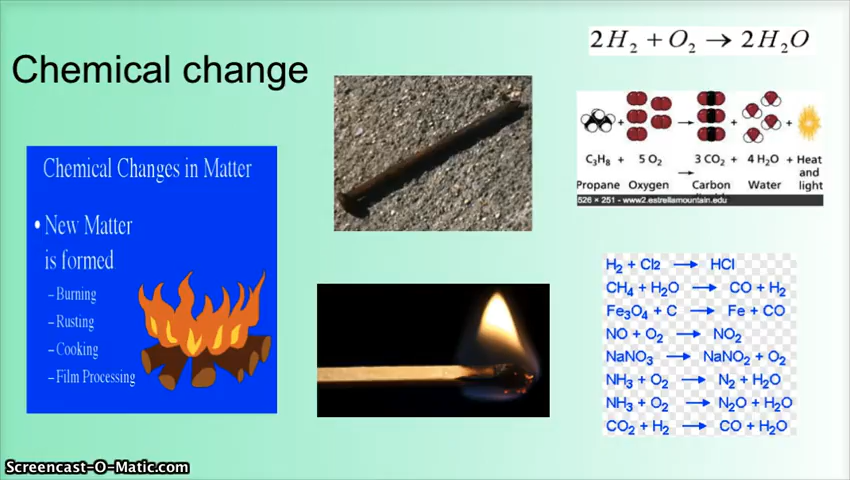 Chemical change
Chemical Changes in Matter
• New Matter
is formed
– Burning
– Rusting
– Cooking
– Film Processing
2H₂ + O₂ → 2H₂O
C₃H₈ + 5 O₂ → 3 CO₂ + 4 H₂O + Heat and light
Propane Oxygen Carbon Water
526 × 251 - www2.estrellamountain.edu
H₂ + Cl₂ → HCl
CH₄ + H₂O → CO + H₂
Fe₃O₄ + C → Fe + CO
NO + O₂ → NO₂
NaNO₃ → NaNO₂ + O₂
NH₃ + O₂ → N₂ + H₂O
NH₃ + O₂ → N₂O + H₂O
CO₂ + H₂ → CO + H₂O
Screencast-O-Matic.com